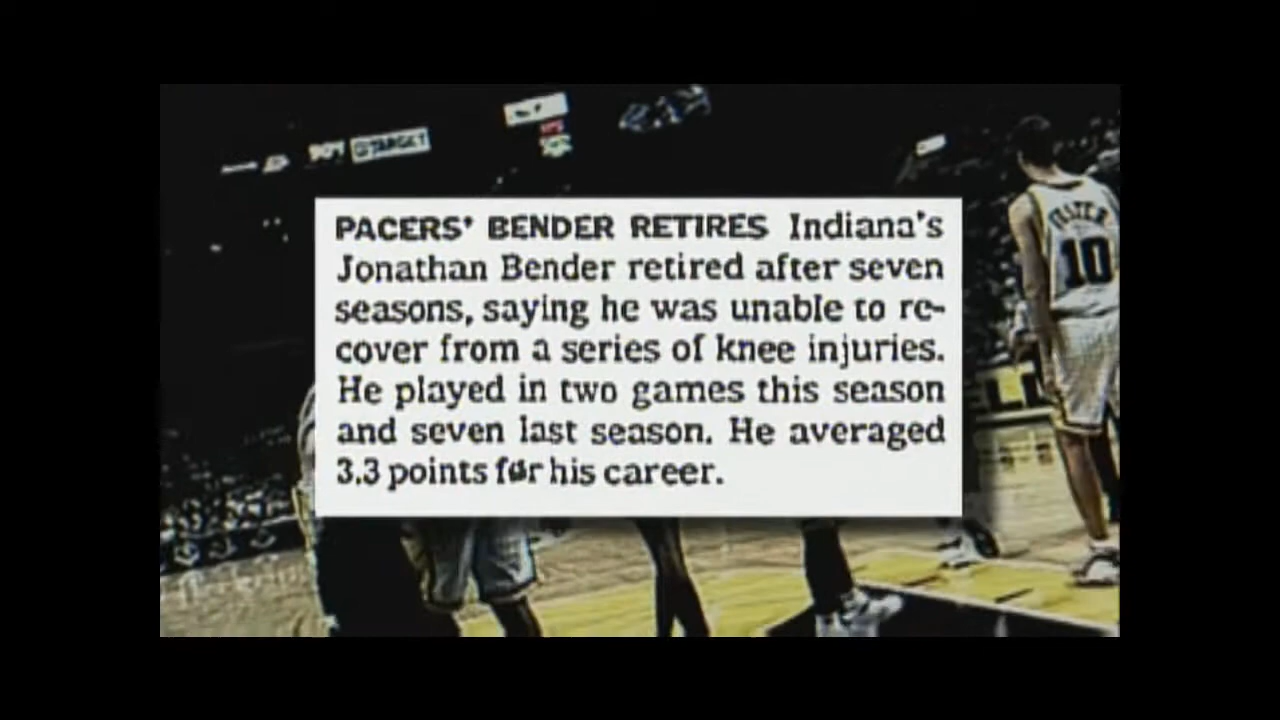 TARGET
FOSTER
10
PACERS' BENDER RETIRES Indiana's
Jonathan Bender retired after seven
seasons, saying he was unable to re-
cover from a series of knee injuries.
He played in two games this season
and seven last season. He averaged
3.3 points for his career.